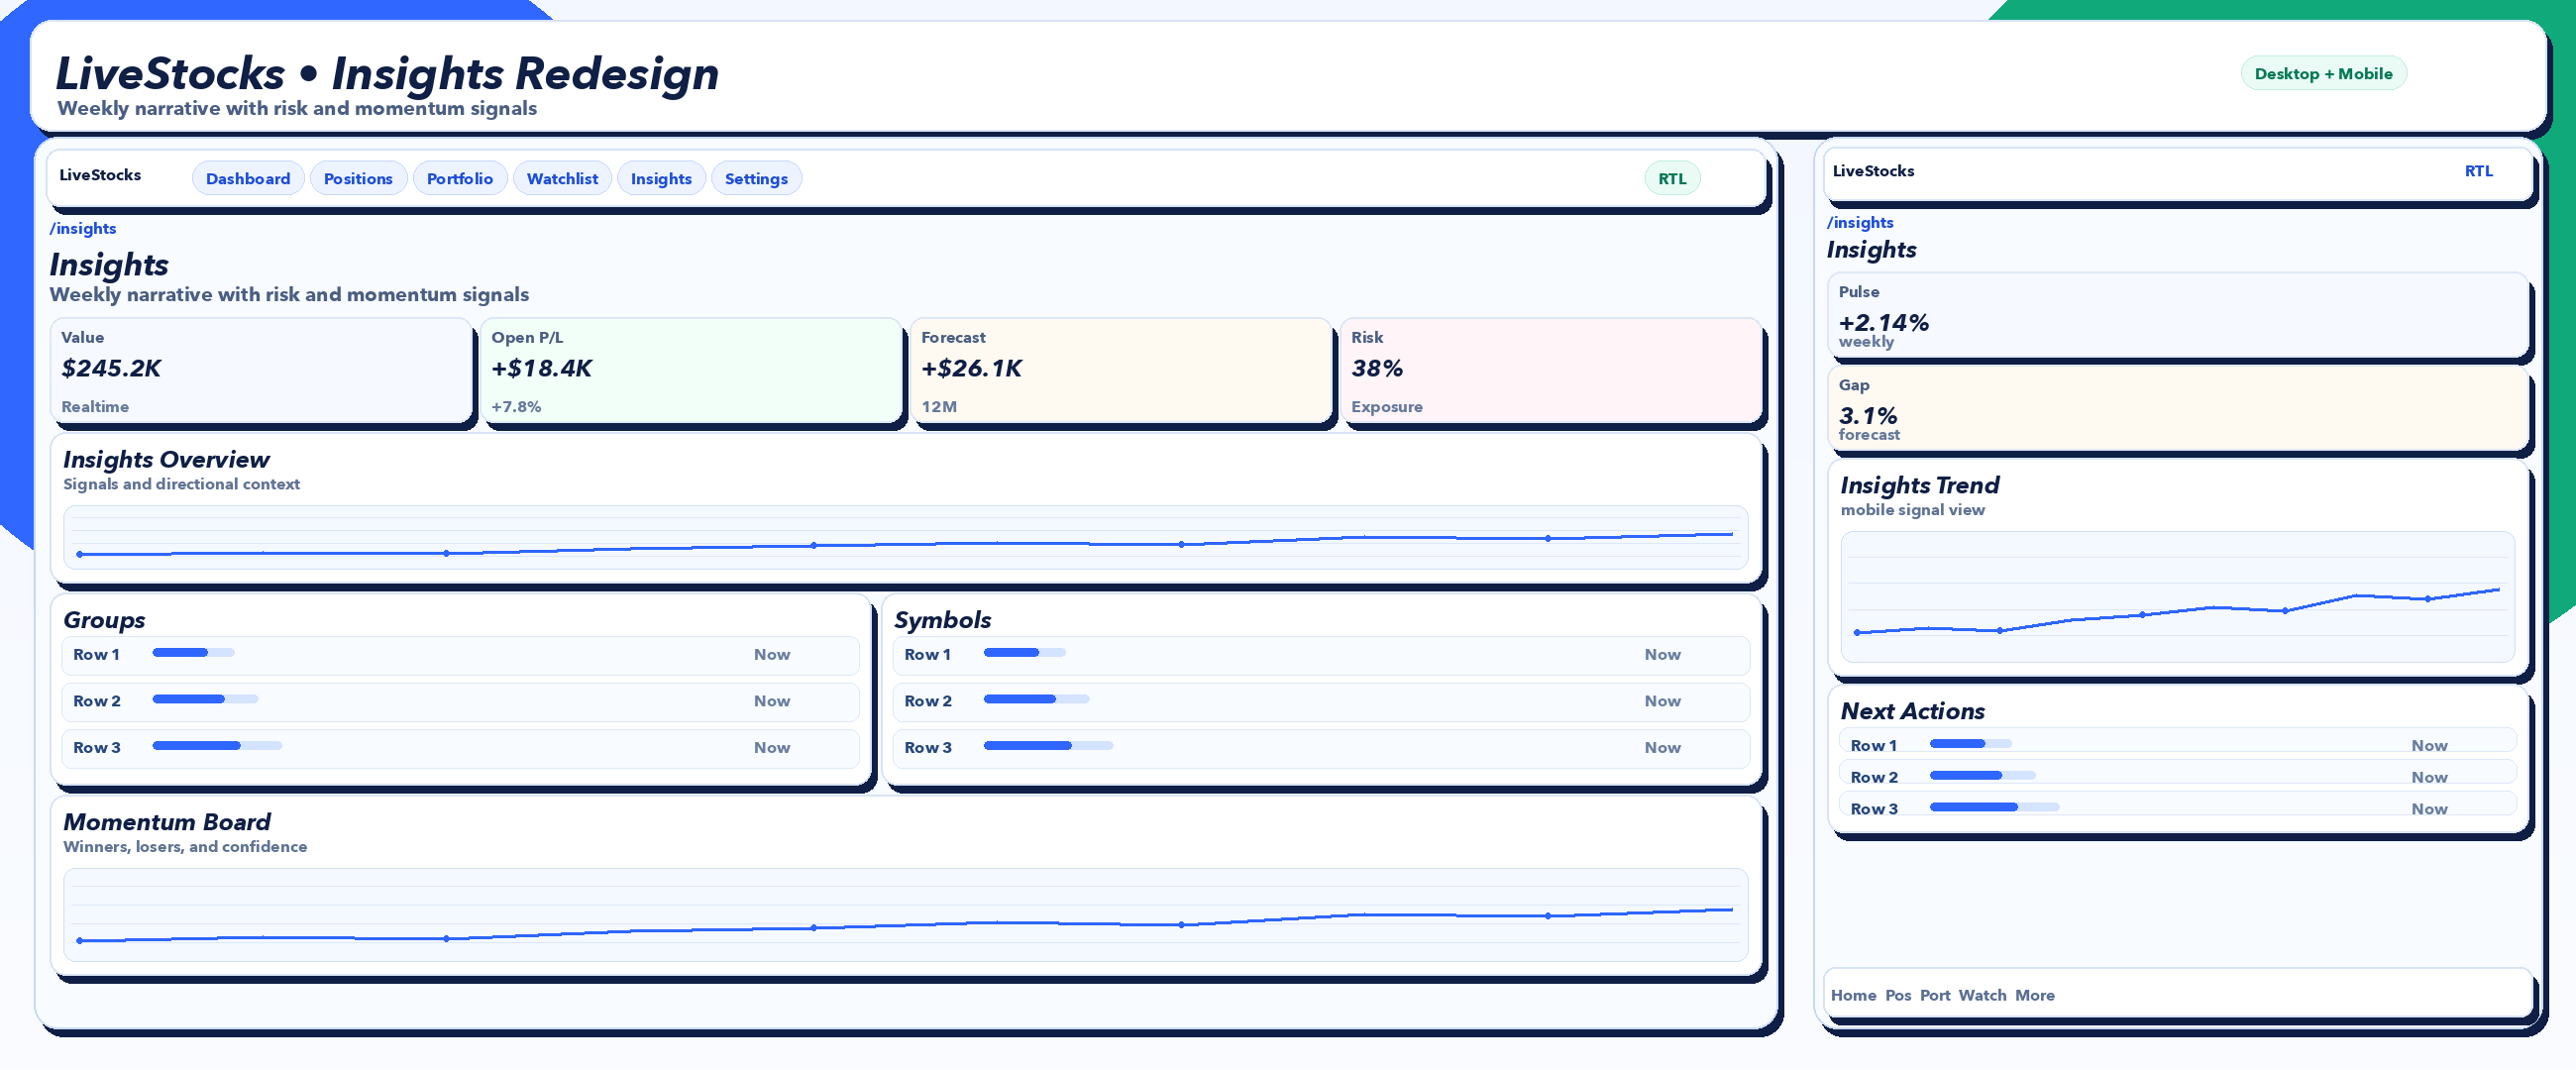 LiveStocks • Insights Redesign
Weekly narrative with risk and momentum signals
Desktop + Mobile
LiveStocks Dashboard Positions Portfolio Watchlist Insights Settings RTL
/insights
Insights
Weekly narrative with risk and momentum signals
Value
$245.2K
Realtime
Open P/L
+$18.4K
+7.8%
Forecast
+$26.1K
12M
Risk
38%
Exposure
Insights Overview
Signals and directional context
Groups
Row 1 Now
Row 2 Now
Row 3 Now
Symbols
Row 1 Now
Row 2 Now
Row 3 Now
Momentum Board
Winners, losers, and confidence
LiveStocks RTL
/insights
Insights
Pulse
+2.14%
weekly
Gap
3.1%
forecast
Insights Trend
mobile signal view
Next Actions
Row 1 Now
Row 2 Now
Row 3 Now
Home Pos Port Watch More